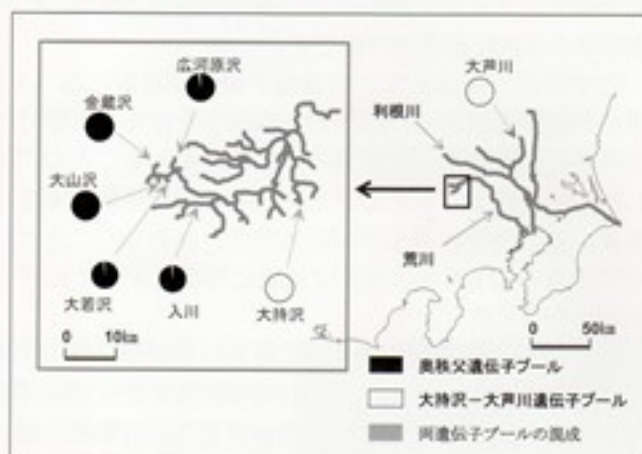 広河原沢
金蔵沢
大山沢
大若沢
入川
大持沢
0 10km
大芦川
利根川
荒川
0 50km
奥秩父遺伝子プール
大持沢－大芦川遺伝子プール
両遺伝子プールの混成